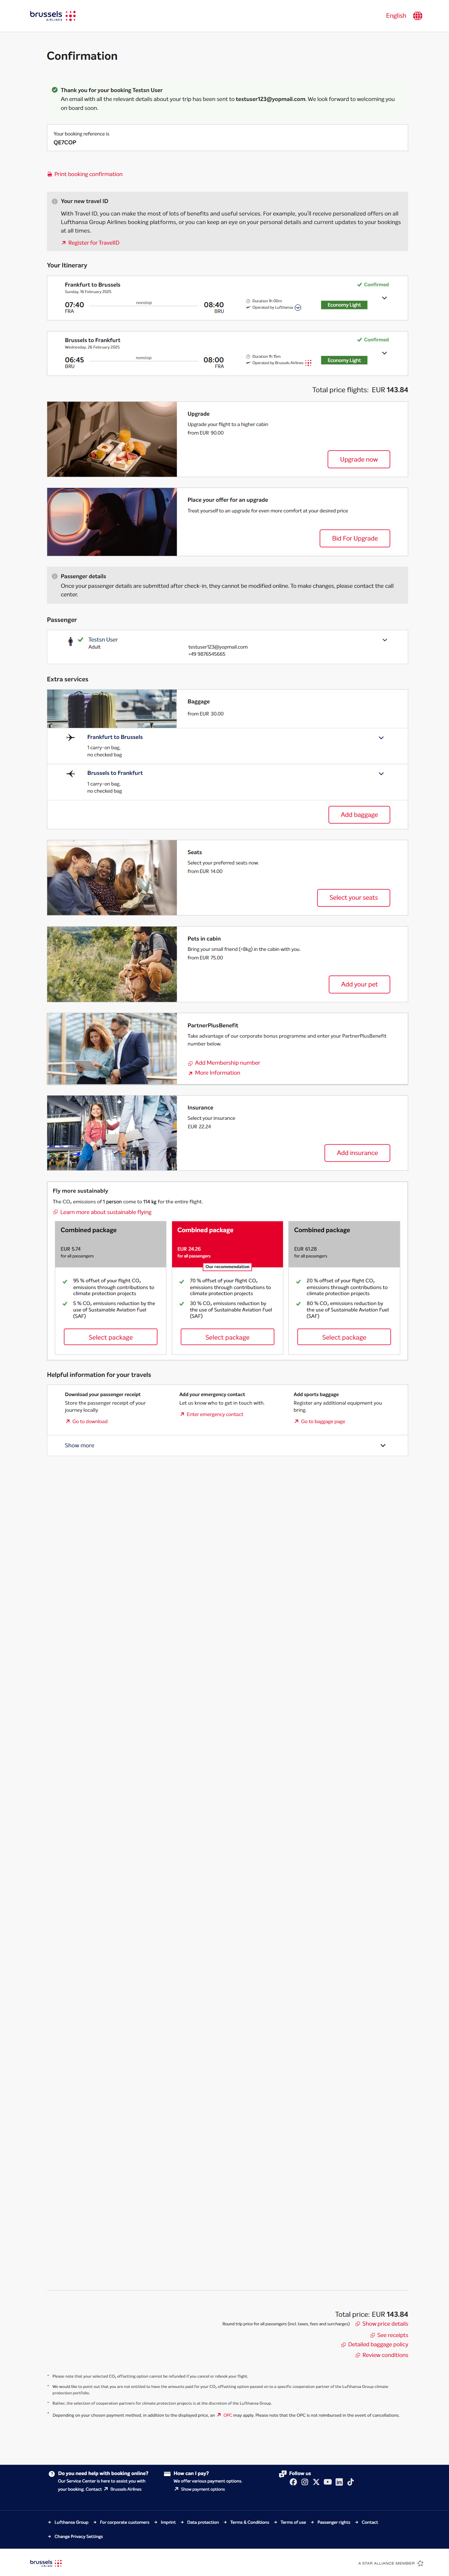 brussels
AIRLINES
English
Confirmation
Thank you for your booking Testsn User
An email with all the relevant details about your trip has been sent to testuser123@yopmail.com. We look forward to welcoming you
on board soon.
Your booking reference is
QE7COP
Print booking confirmation
Your new travel ID
With Travel ID, you can make the most of lots of benefits and useful services. For example, you'll receive personalized offers on all
Lufthansa Group Airlines booking platforms, or you can keep an eye on your personal details and current updates to your bookings
at all times.
Register for TravelID
Your Itinerary
Frankfurt to Brussels
Confirmed
Sunday, 16 February 2025
07:40
nonstop
08:40
FRA
BRU
Duration 1h 00m
Operated by Lufthansa
Economy Light
Brussels to Frankfurt
Confirmed
Wednesday, 26 February 2025
06:45
nonstop
08:00
BRU
FRA
Duration 1h 15m
Operated by Brussels Airlines
Economy Light
Total price flights: EUR 143.84
Upgrade
Upgrade your flight to a higher cabin
from EUR 90.00
Upgrade now
Place your offer for an upgrade
Treat yourself to an upgrade for even more comfort at your desired price
Bid For Upgrade
Passenger details
Once your passenger details are submitted after check-in, they cannot be modified online. To make changes, please contact the call
center.
Passenger
Testsn User
Adult
testuser123@yopmail.com
+49 9876545665
Extra services
Baggage
from EUR 30.00
Frankfurt to Brussels
1 carry-on bag,
no checked bag
Brussels to Frankfurt
1 carry-on bag,
no checked bag
Add baggage
Seats
Select your preferred seats now.
from EUR 14.00
Select your seats
Pets in cabin
Bring your small friend (<8kg) in the cabin with you.
From EUR 75.00
Add your pet
PartnerPlusBenefit
Take advantage of our corporate bonus programme and enter your PartnerPlusBenefit
number below.
Add Membership number
More Information
Insurance
Select your insurance
EUR 22.24
Add insurance
Fly more sustainably
The CO₂ emissions of 1 person come to 114 kg for the entire flight.
Learn more about sustainable flying
Combined package
EUR 5.74
for all passengers
95 % offset of your flight CO₂
emissions through contributions to
climate protection projects
5 % CO₂ emissions reduction by the
use of Sustainable Aviation Fuel
(SAF)
Select package
Combined package
EUR 24.26
for all passengers
Our recommendation
70 % offset of your flight CO₂
emissions through contributions to
climate protection projects
30 % CO₂ emissions reduction by
the use of Sustainable Aviation Fuel
(SAF)
Select package
Combined package
EUR 61.28
for all passengers
20 % offset of your flight CO₂
emissions through contributions to
climate protection projects
80 % CO₂ emissions reduction by
the use of Sustainable Aviation Fuel
(SAF)
Select package
Helpful information for your travels
Download your passenger receipt
Store the passenger receipt of your
journey locally
Go to download
Add your emergency contact
Let us know who to get in touch with.
Enter emergency contact
Add sports baggage
Register any additional equipment you
bring.
Go to baggage page
Show more
Total price: EUR 143.84
Round trip price for all passengers (incl. taxes, fees and surcharges)
Show price details
See receipts
Detailed baggage policy
Review conditions
Please note that your selected CO₂ offsetting option cannot be refunded if you cancel or rebook your flight.
We would like to point out that you are not entitled to have the amounts paid for your CO₂ offsetting option passed on to a specific cooperation partner of the Lufthansa Group climate
protection portfolio.
Rather, the selection of cooperation partners for climate protection projects is at the discretion of the Lufthansa Group.
Depending on your chosen payment method, in addition to the displayed price, an OPC may apply. Please note that the OPC is not reimbursed in the event of cancellations.
Do you need help with booking online?
Our Service Center is here to assist you with
your booking. Contact Brussels Airlines
How can I pay?
We offer various payment options.
Show payment options
Follow us
Lufthansa Group
For corporate customers
Imprint
Data protection
Terms & Conditions
Terms of use
Passenger rights
Contact
Change Privacy Settings
brussels
AIRLINES
A STAR ALLIANCE MEMBER